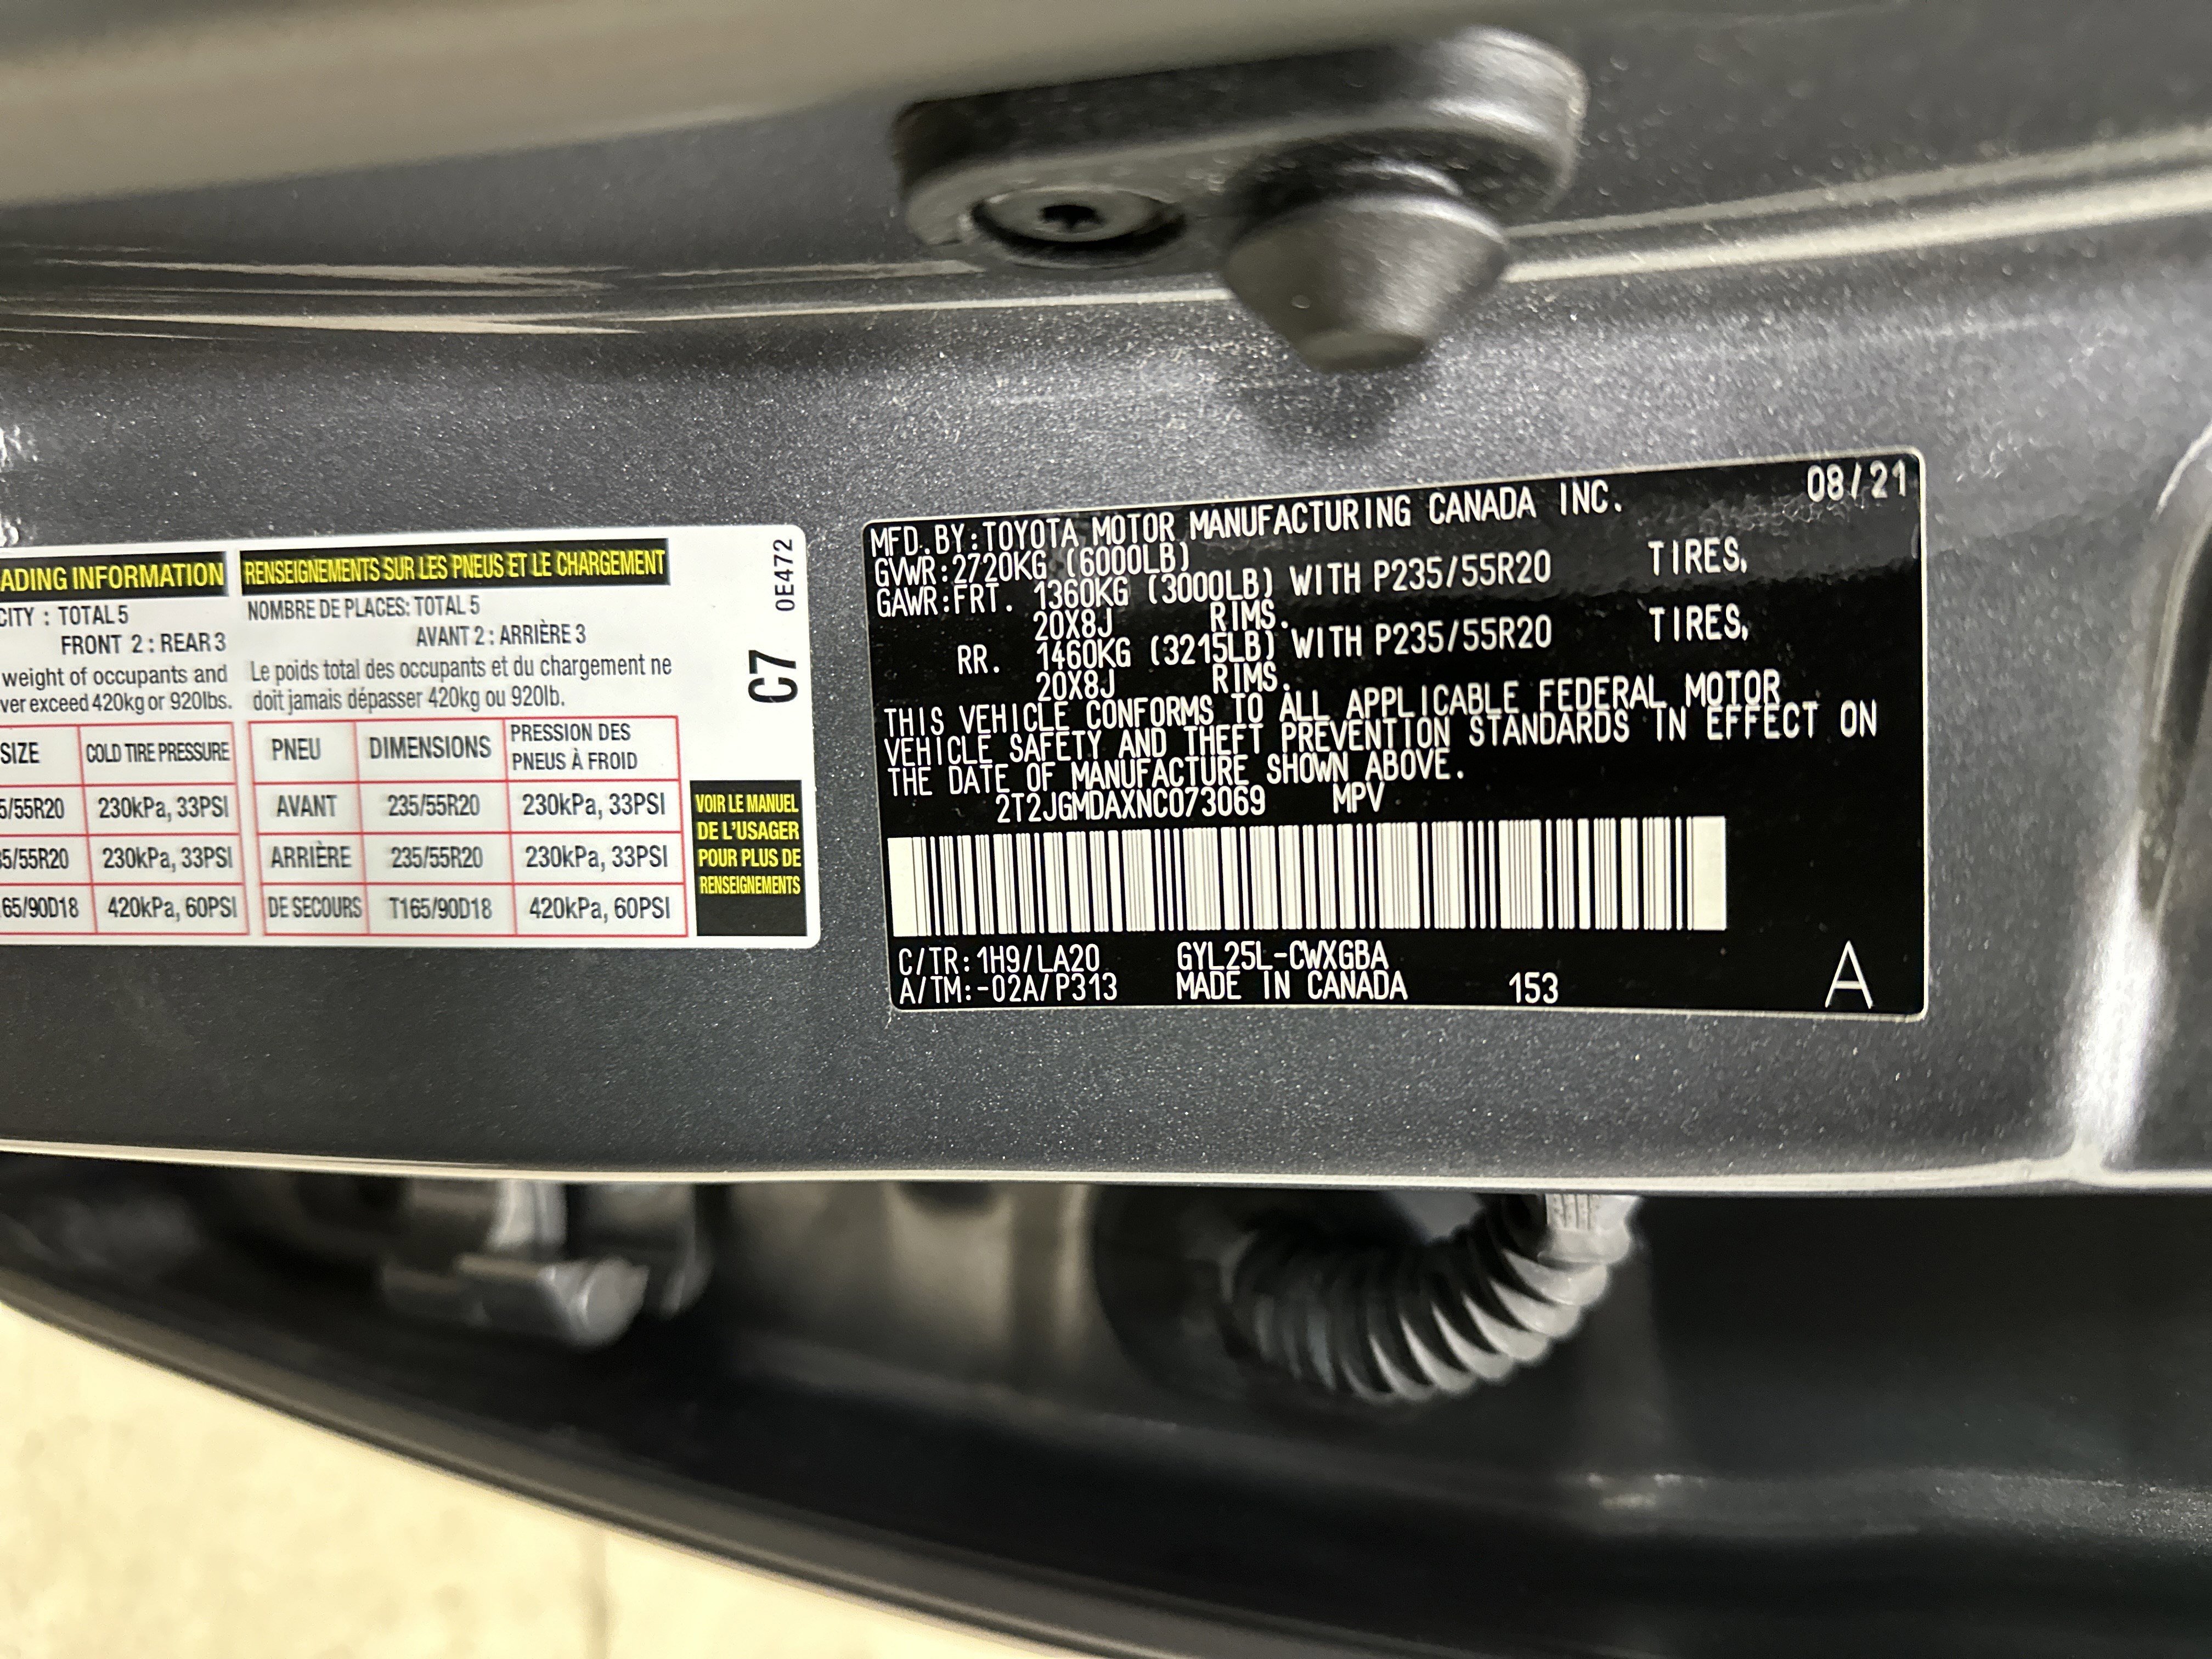 ADING INFORMATION
CITY : TOTAL 5
FRONT 2 : REAR 3
weight of occupants and
ver exceed 420kg or 920lbs.
SIZE COLD TIRE PRESSURE
5/55R20 230kPa, 33PSI
35/55R20 230kPa, 33PSI
165/90D18 420kPa, 60PSI
RENSEIGNEMENTS SUR LES PNEUS ET LE CHARGEMENT
NOMBRE DE PLACES: TOTAL 5
AVANT 2 : ARRIÈRE 3
Le poids total des occupants et du chargement ne
doit jamais dépasser 420kg ou 920lb.
PNEU DIMENSIONS PRESSION DES
PNEUS À FROID
AVANT 235/55R20 230kPa, 33PSI
ARRIÈRE 235/55R20 230kPa, 33PSI
DE SECOURS T165/90D18 420kPa, 60PSI
C7 0E472
VOIR LE MANUEL
DE L'USAGER
POUR PLUS DE
RENSEIGNEMENTS
MFD.BY:TOYOTA MOTOR MANUFACTURING CANADA INC. 08/21
GVWR:2720KG (6000LB)
GAWR:FRT. 1360KG (3000LB) WITH P235/55R20 TIRES,
20X8J RIMS.
RR. 1460KG (3215LB) WITH P235/55R20 TIRES,
20X8J RIMS.
THIS VEHICLE CONFORMS TO ALL APPLICABLE FEDERAL MOTOR
VEHICLE SAFETY AND THEFT PREVENTION STANDARDS IN EFFECT ON
THE DATE OF MANUFACTURE SHOWN ABOVE.
2T2JGMDAXNC073069 MPV
C/TR:1H9/LA20 GYL25L-CWXGBA
A/TM:-02A/P313 MADE IN CANADA 153 A